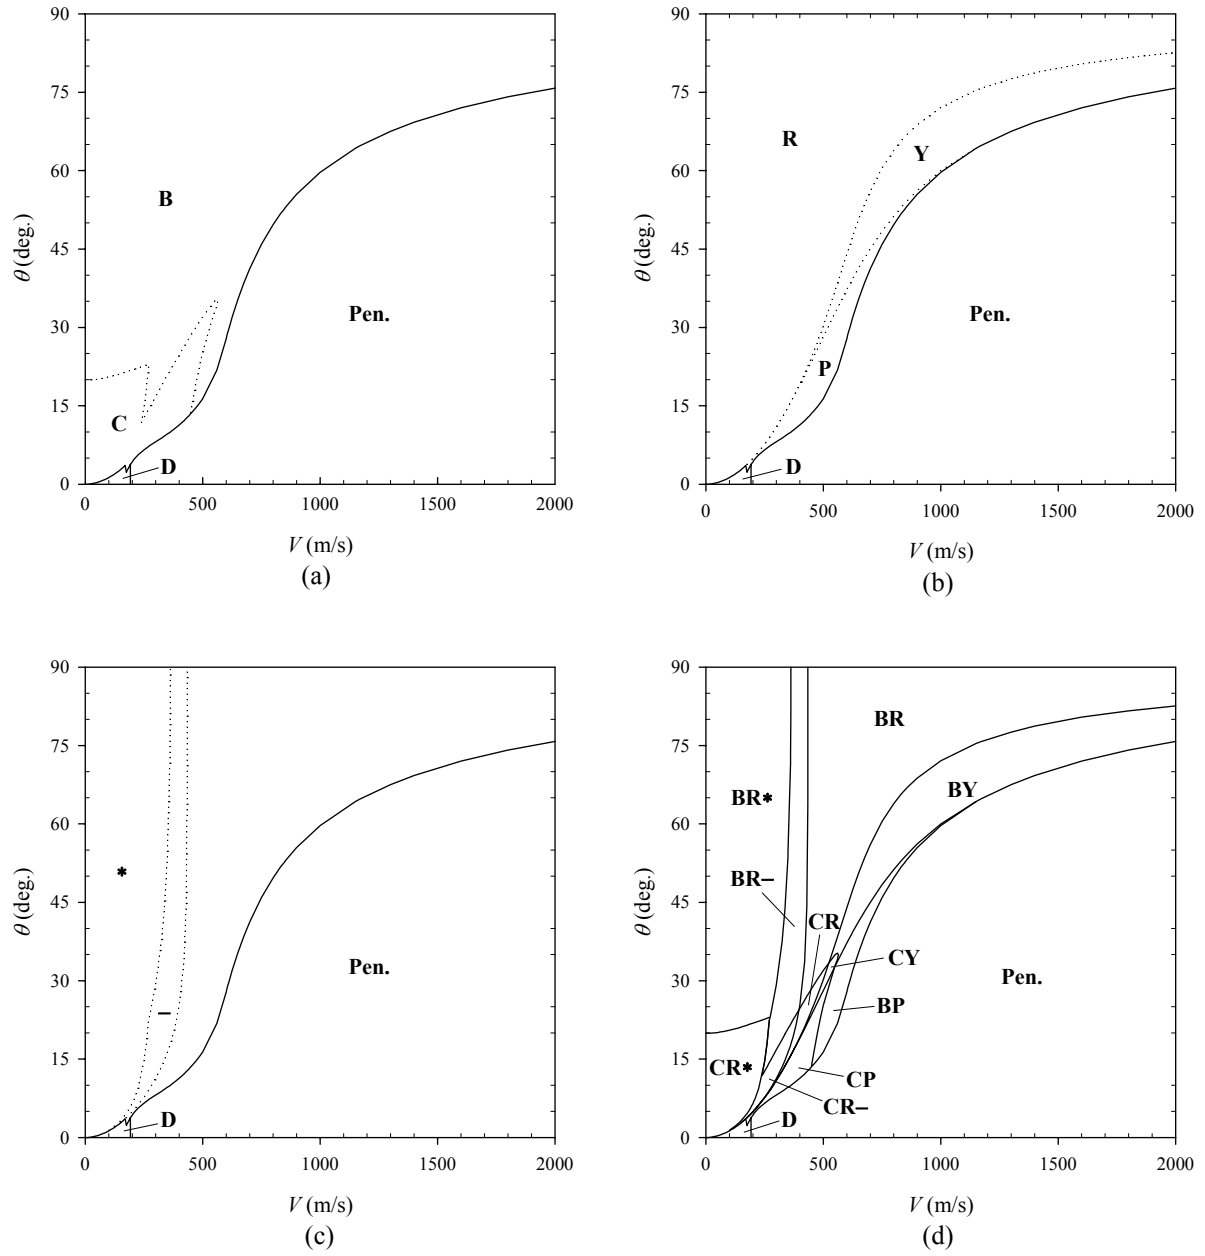 90
75
60
45
30
15
0
θ (deg.)
B
C
D
Pen.
0 500 1000 1500 2000
V (m/s)
(a)
90
75
60
45
30
15
0
θ (deg.)
R
Y
P
D
Pen.
0 500 1000 1500 2000
V (m/s)
(b)
90
75
60
45
30
15
0
θ (deg.)
*
–
D
Pen.
0 500 1000 1500 2000
V (m/s)
(c)
90
75
60
45
30
15
0
θ (deg.)
BR
BY
BR*
BR–
CR
CY
Pen.
BP
CR*
CP
CR–
D
0 500 1000 1500 2000
V (m/s)
(d)